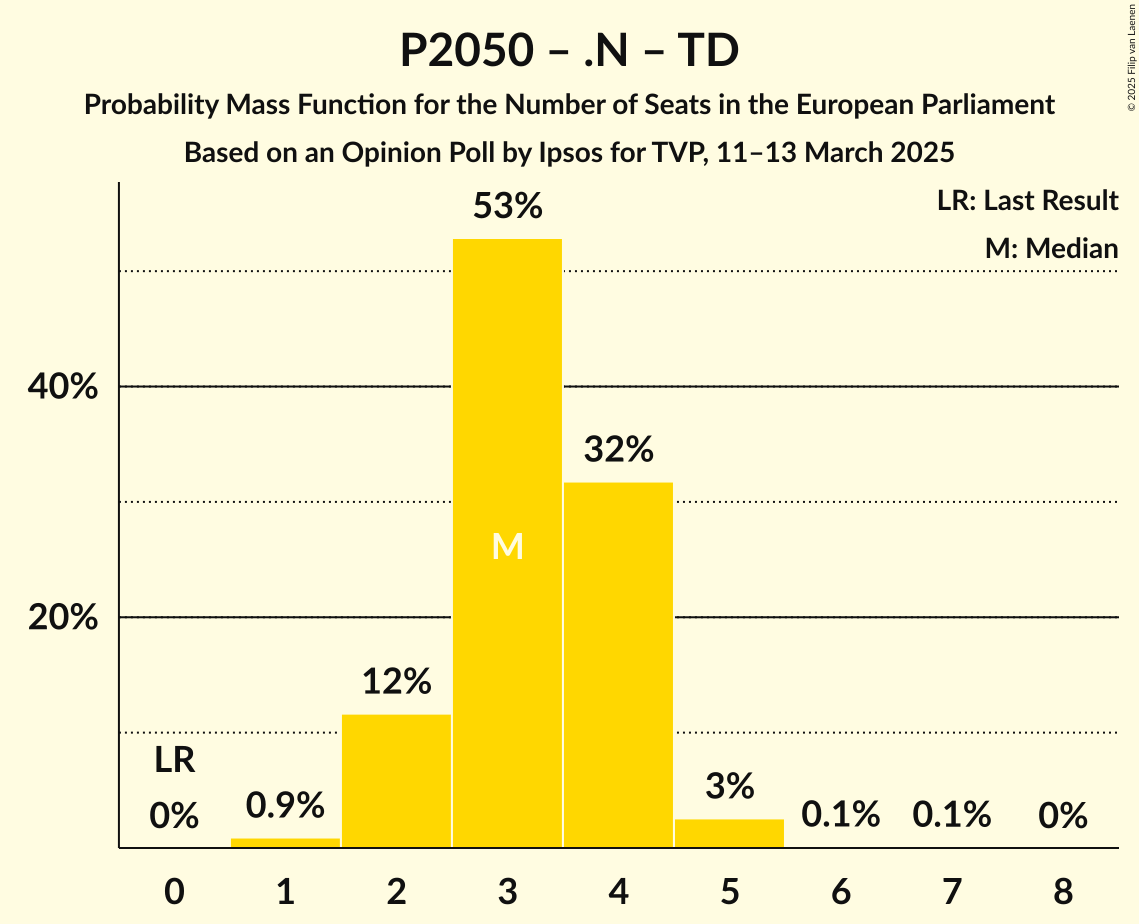 P2050 – .N – TD
Probability Mass Function for the Number of Seats in the European Parliament
Based on an Opinion Poll by Ipsos for TVP, 11–13 March 2025
© 2025 Filip van Laenen
LR: Last Result
M: Median
53%
40%
32%
M
20%
12%
LR
0%
0.9%
3%
0.1%
0.1%
0%
0 1 2 3 4 5 6 7 8